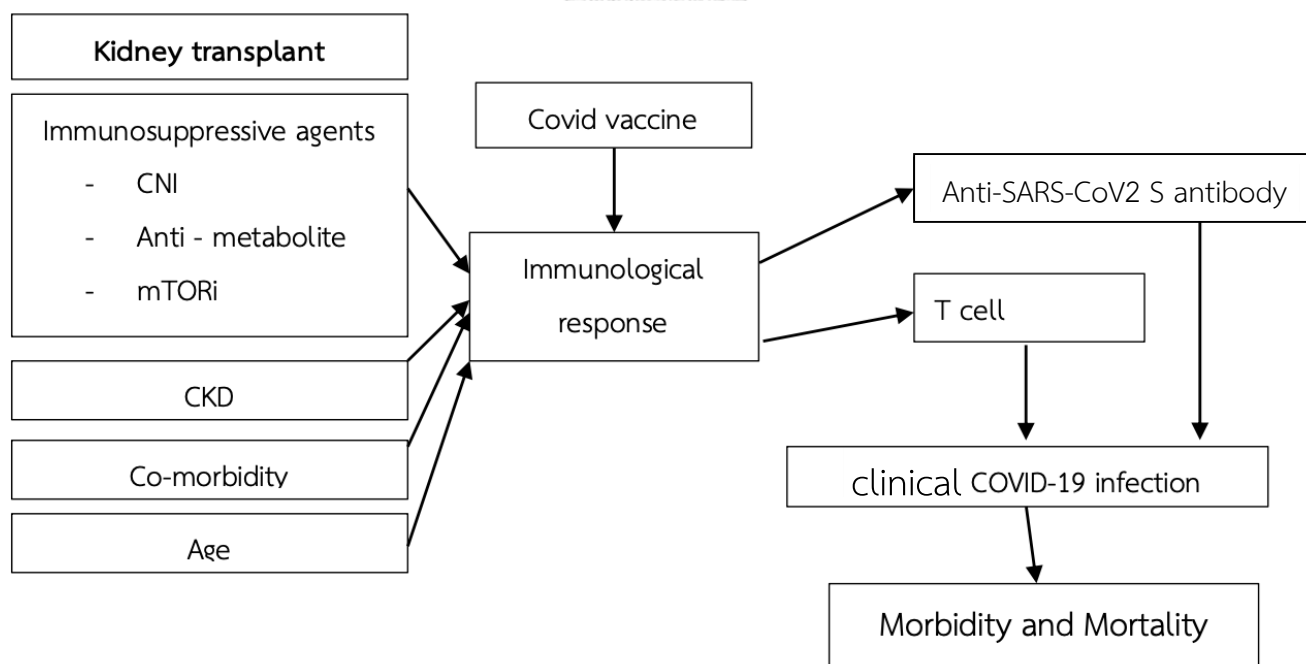 Kidney transplant
Immunosuppressive agents
- CNI
- Anti - metabolite
- mTORi
CKD
Co-morbidity
Age
Covid vaccine
Immunological
response
Anti-SARS-CoV2 S antibody
T cell
clinical COVID-19 infection
Morbidity and Mortality